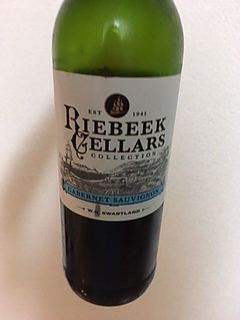 EST 1941
RIEBEEK
CELLARS
COLLECTION
CABERNET SAUVIGNON
W.O. SWARTLAND